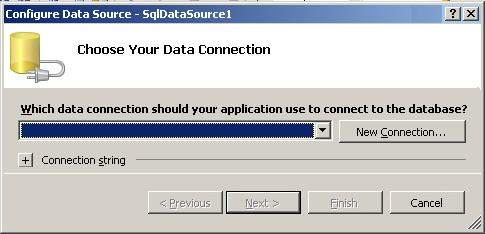 Configure Data Source - SqlDataSource1
Choose Your Data Connection
Which data connection should your application use to connect to the database?
New Connection...
+ Connection string
< Previous Next > Finish Cancel